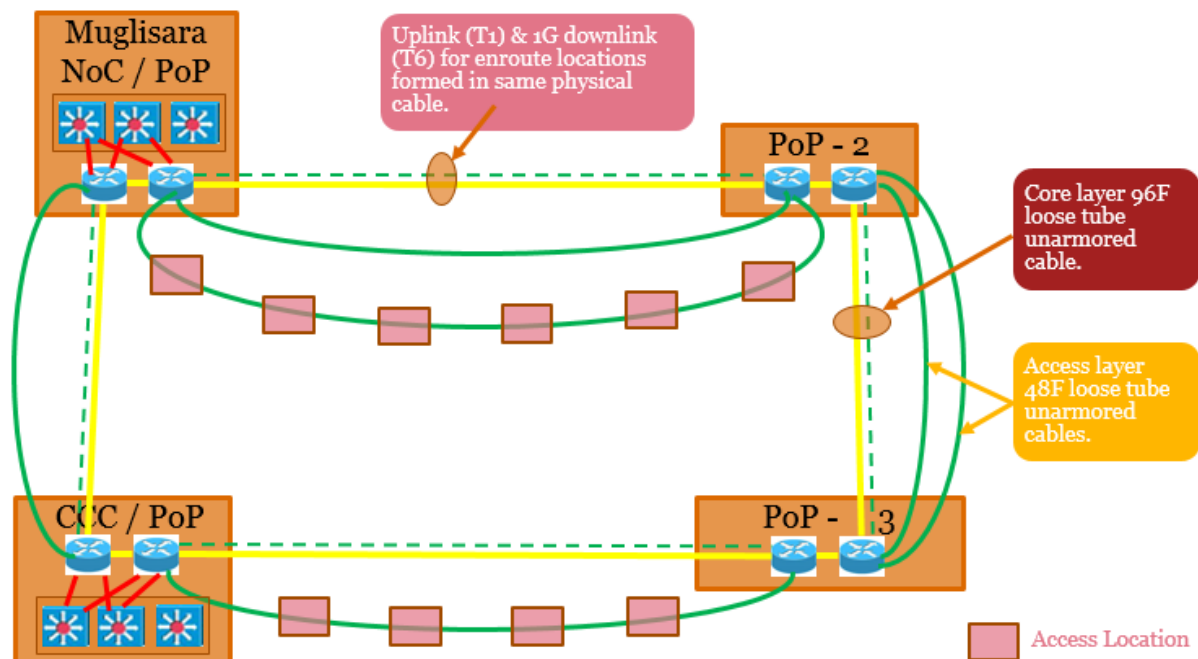 Muglisara
NoC / PoP
Uplink (T1) & 1G downlink
(T6) for enroute locations
formed in same physical
cable.
PoP - 2
Core layer 96F
loose tube
unarmored
cable.
Access layer
48F loose tube
unarmored
cables.
CCC / PoP
PoP - 3
Access Location